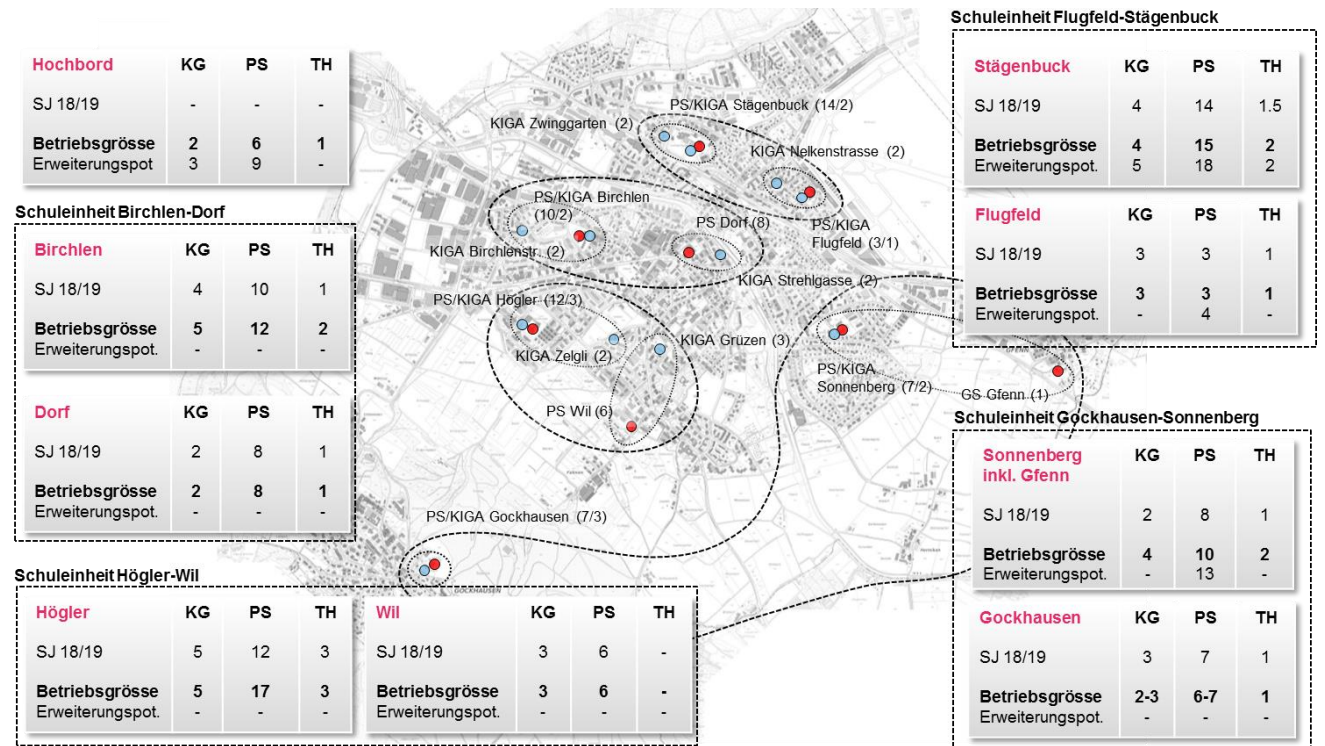 Hochbord KG PS TH
SJ 18/19 - - -
Betriebsgrösse 2 6 1
Erweiterungspot 3 9 -
Schuleinheit Birchlen-Dorf
Birchlen KG PS TH
SJ 18/19 4 10 1
Betriebsgrösse 5 12 2
Erweiterungspot. - - -
Dorf KG PS TH
SJ 18/19 2 8 1
Betriebsgrösse 2 8 1
Erweiterungspot. - - -
Schuleinheit Högler-Wil
Högler KG PS TH
SJ 18/19 5 12 3
Betriebsgrösse 5 17 3
Erweiterungspot. - - -
Wil KG PS TH
SJ 18/19 3 6 -
Betriebsgrösse 3 6 -
Erweiterungspot. - - -
PS/KIGA Stägenbuck (14/2)
KIGA Zwinggarten (2)
KIGA Nelkenstrasse (2)
PS/KIGA Birchlen
(10/2)
PS Dorf (8)
PS/KIGA
Flugfeld (3/1)
KIGA Birchlenstr. (2)
KIGA Strehlgasse (2)
PS/KIGA Högler (12/3)
KIGA Grüzen (3)
KIGA Zelgli (2)
PS/KIGA
Sonnenberg (7/2)
GS Gfenn (1)
PS Wil (6)
PS/KIGA Gockhausen (7/3)
GOCKHAUSEN
GFENN
Schuleinheit Flugfeld-Stägenbuck
Stägenbuck KG PS TH
SJ 18/19 4 14 1.5
Betriebsgrösse 4 15 2
Erweiterungspot. 5 18 2
Flugfeld KG PS TH
SJ 18/19 3 3 1
Betriebsgrösse 3 3 1
Erweiterungspot. - 4 -
Schuleinheit Gockhausen-Sonnenberg
Sonnenberg KG PS TH
inkl. Gfenn
SJ 18/19 2 8 1
Betriebsgrösse 4 10 2
Erweiterungspot. - 13 -
Gockhausen KG PS TH
SJ 18/19 3 7 1
Betriebsgrösse 2-3 6-7 1
Erweiterungspot. - - -